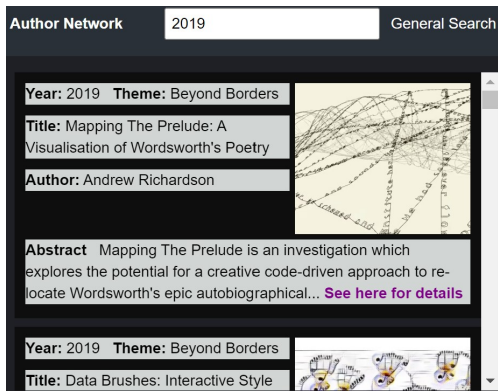 Author Network 2019 General Search
Year: 2019 Theme: Beyond Borders
Title: Mapping The Prelude: A
Visualisation of Wordsworth's Poetry
Author: Andrew Richardson
Abstract Mapping The Prelude is an investigation which
explores the potential for a creative code-driven approach to re-
locate Wordsworth's epic autobiographical... See here for details
Year: 2019 Theme: Beyond Borders
Title: Data Brushes: Interactive Style